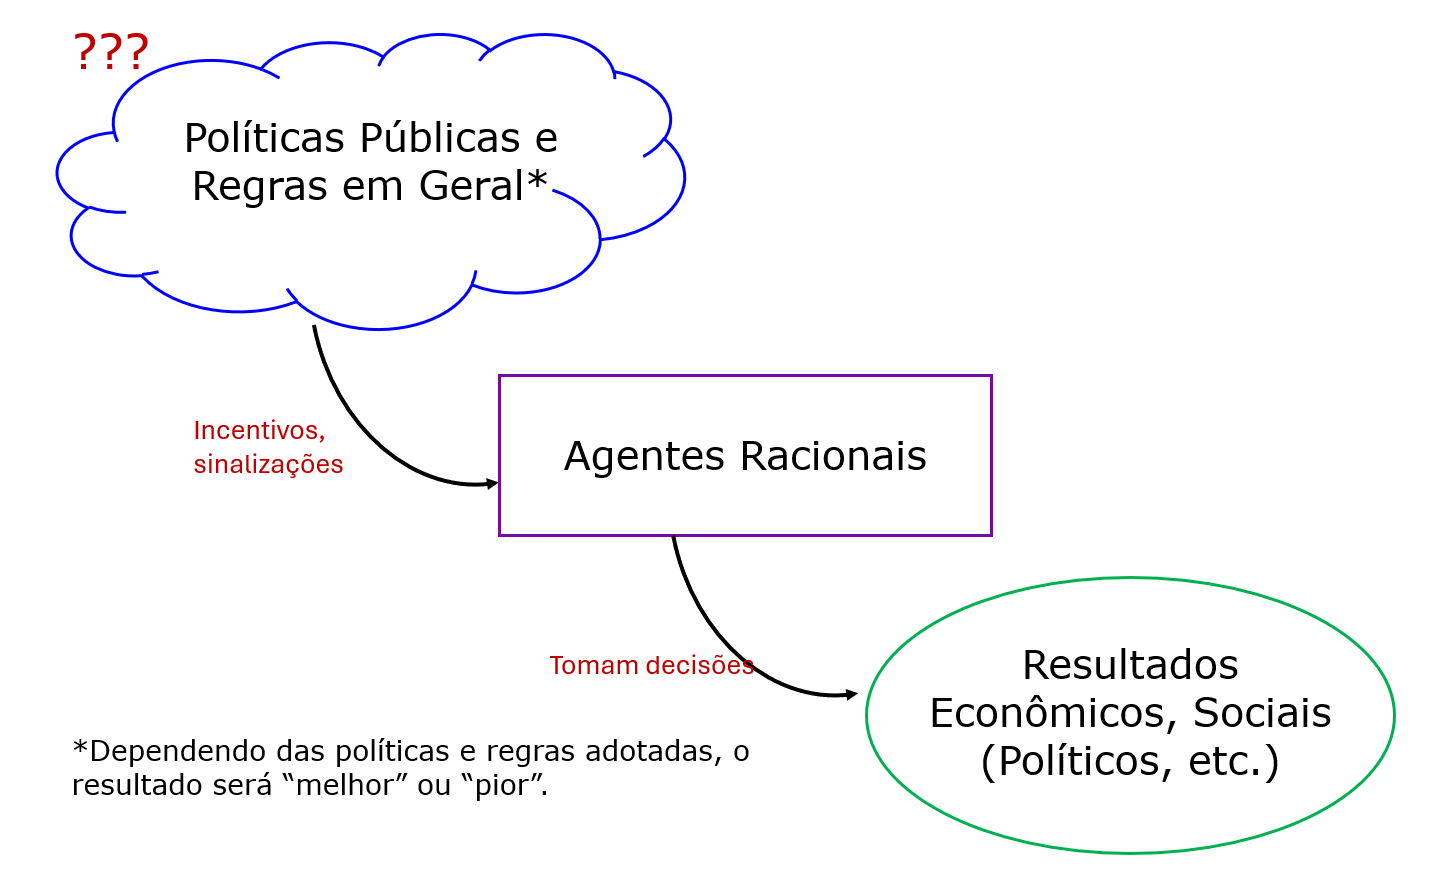 ???
Políticas Públicas e
Regras em Geral*
Incentivos,
sinalizações
Agentes Racionais
Tomam decisões
Resultados
Econômicos, Sociais
(Políticos, etc.)
*Dependendo das políticas e regras adotadas, o
resultado será “melhor” ou “pior”.